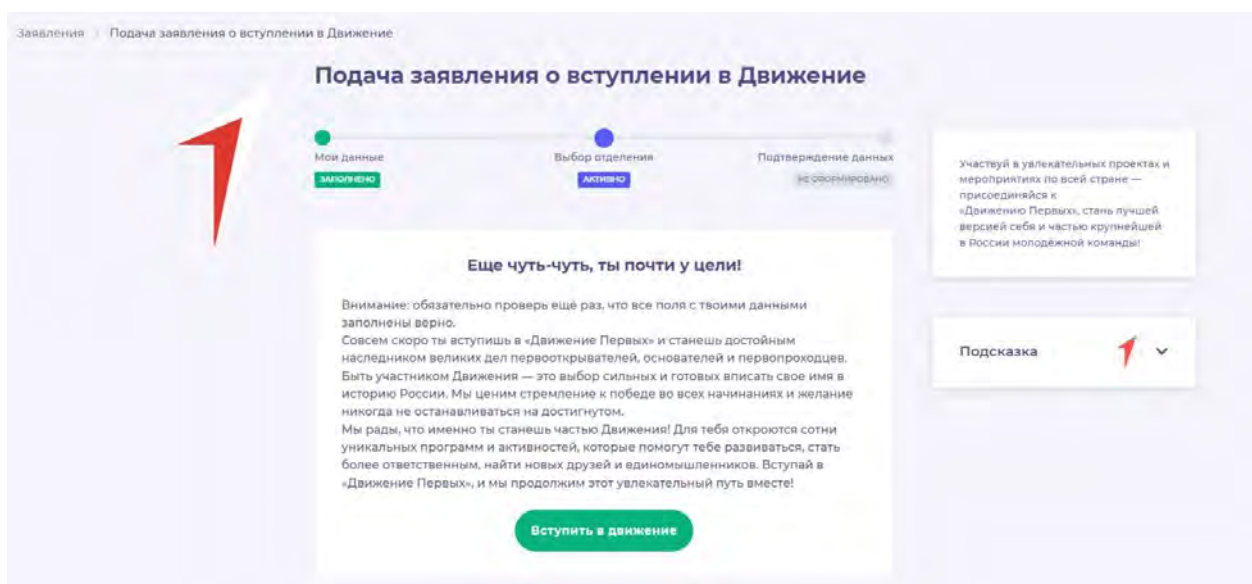 Заявления
Подача заявления о вступлении в Движение
Подача заявления о вступлении в Движение
Мои данные
ЗАПОЛНЕНО
Выбор отделения
АКТИВНО
Подтверждение данных
НЕ СФОРМИРОВАНО
Еще чуть-чуть, ты почти у цели!
Внимание: обязательно проверь ещё раз, что все поля с твоими данными
заполнены верно.
Совсем скоро ты вступишь в «Движение Первых» и станешь достойным
наследником великих дел первооткрывателей, основателей и первопроходцев.
Быть участником Движения — это выбор сильных и готовых вписать свое имя в
историю России. Мы ценим стремление к победе во всех начинаниях и желание
никогда не останавливаться на достигнутом.
Мы рады, что именно ты станешь частью Движения! Для тебя откроются сотни
уникальных программ и активностей, которые помогут тебе развиваться, стать
более ответственным, найти новых друзей и единомышленников. Вступай в
«Движение Первых», и мы продолжим этот увлекательный путь вместе!
Вступить в движение
Участвуй в увлекательных проектах и
мероприятиях по всей стране —
присоединяйся к
«Движению Первых», стань лучшей
версией себя и частью крупнейшей
в России молодёжной команды!
Подсказка